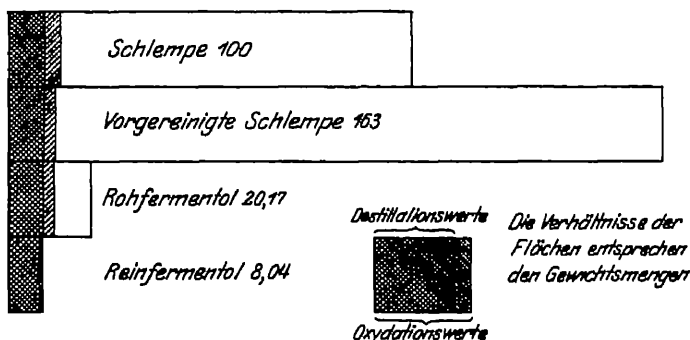 Schlempe 100
Vorgereinigte Schlempe 163
Rohfermentol 20,17
Reinfermentol 8,04
Destillationswerte
Oxydationswerte
Die Verhältnisse der
Flächen entsprechen
den Gewichtsmengen